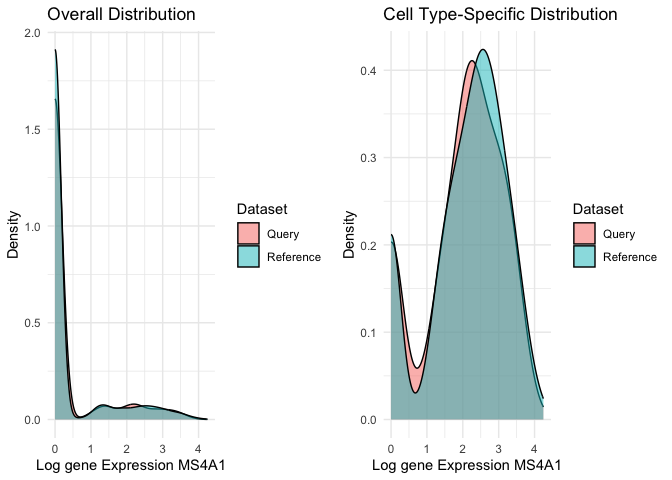 Overall Distribution
2.0
1.5
1.0
0.5
0.0
Density
0 1 2 3 4
Log gene Expression MS4A1
Dataset
Query
Reference
Cell Type-Specific Distribution
0.4
0.3
0.2
0.1
0.0
Density
0 1 2 3 4
Log gene Expression MS4A1
Dataset
Query
Reference